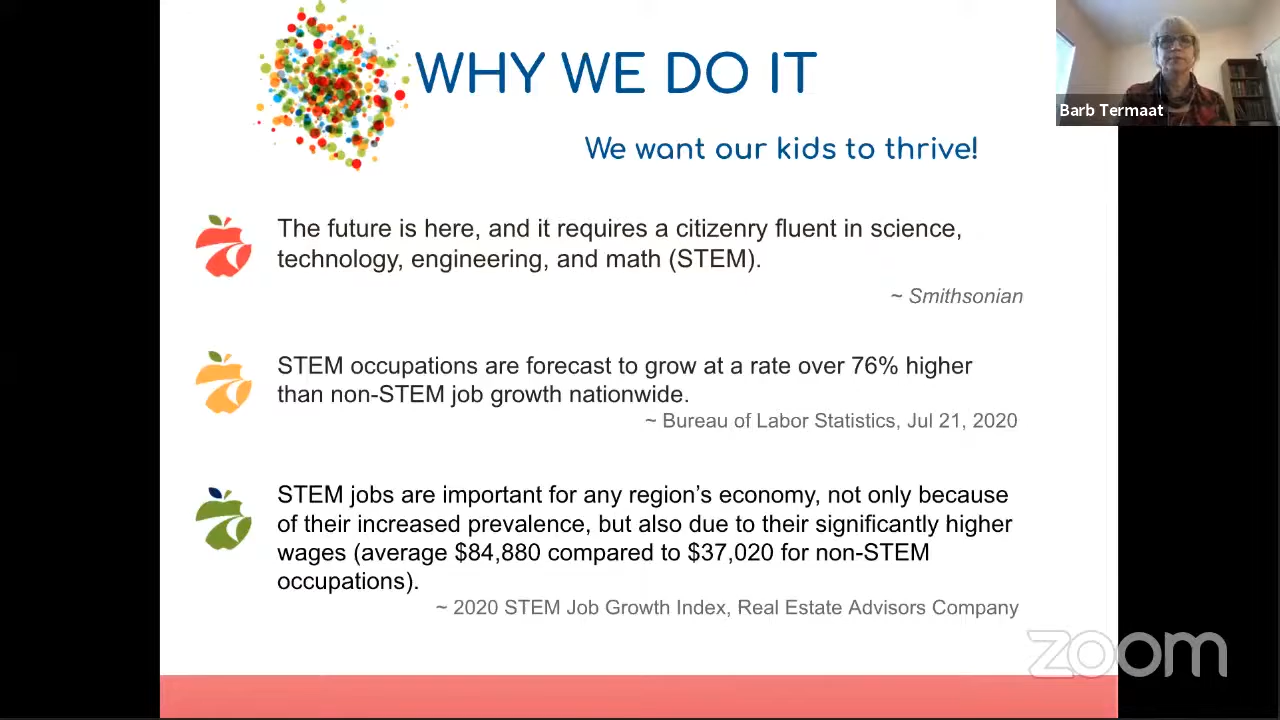 WHY WE DO IT
We want our kids to thrive!
Barb Termaat
The future is here, and it requires a citizenry fluent in science,
technology, engineering, and math (STEM).
~ Smithsonian
STEM occupations are forecast to grow at a rate over 76% higher
than non-STEM job growth nationwide.
~ Bureau of Labor Statistics, Jul 21, 2020
STEM jobs are important for any region’s economy, not only because
of their increased prevalence, but also due to their significantly higher
wages (average $84,880 compared to $37,020 for non-STEM
occupations).
~ 2020 STEM Job Growth Index, Real Estate Advisors Company
zoom